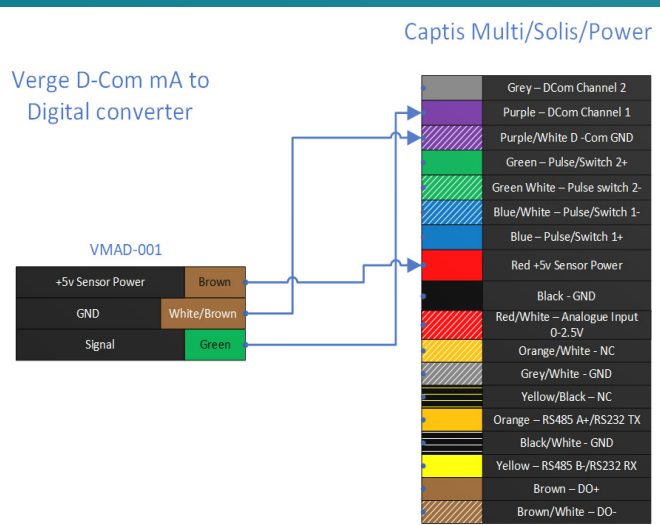 Captis Multi/Solis/Power
Verge D-Com mA to
Digital converter
VMAD-001
+5v Sensor Power Brown
GND White/Brown
Signal Green
Grey – DCom Channel 2
Purple – DCom Channel 1
Purple/White D -Com GND
Green – Pulse/Switch 2+
Green White – Pulse switch 2-
Blue/White – Pulse/Switch 1-
Blue – Pulse/Switch 1+
Red +5v Sensor Power
Black - GND
Red/White – Analogue Input
0-2.5V
Orange/White - NC
Grey/White - GND
Yellow/Black – NC
Orange – RS485 A+/RS232 TX
Black/White - GND
Yellow – RS485 B-/RS232 RX
Brown – DO+
Brown/White – DO-